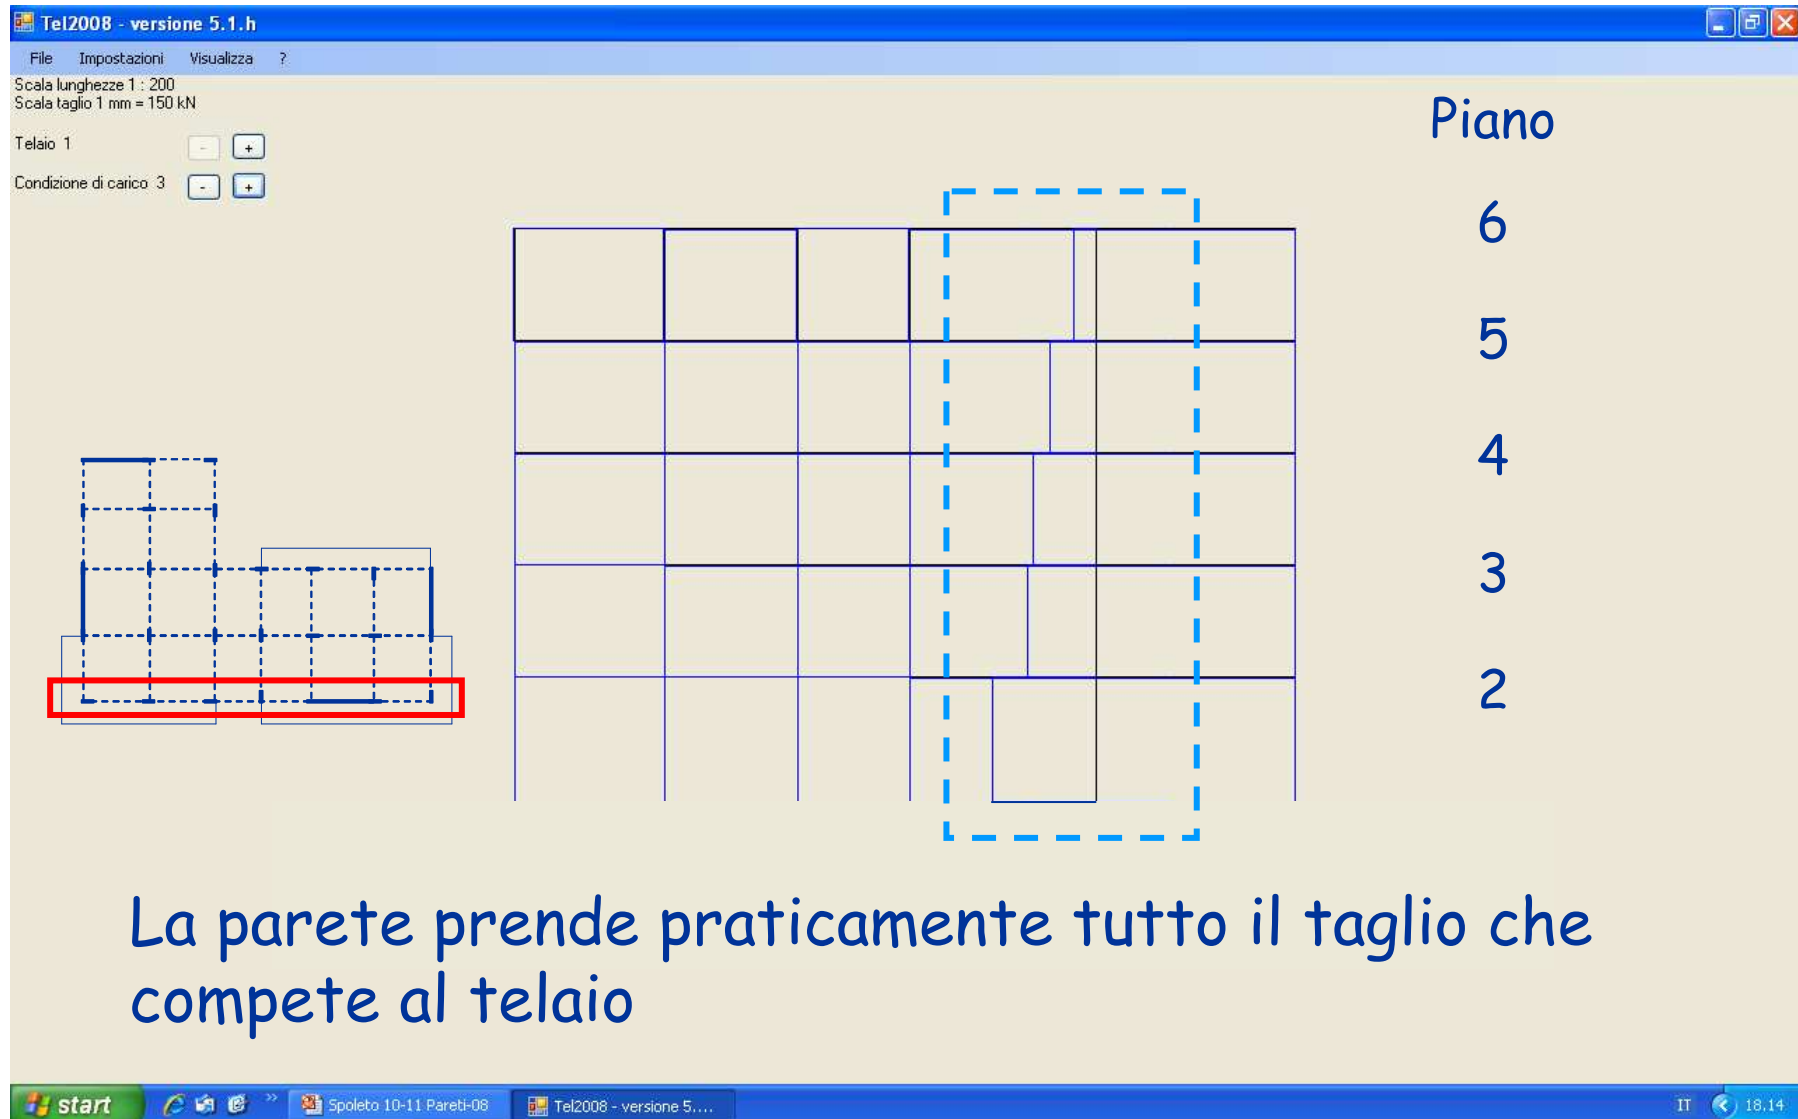 Tel2008 - versione 5.1.h
File Impostazioni Visualizza ?
Scala lunghezze 1 : 200
Scala taglio 1 mm = 150 kN
Telaio 1 - +
Condizione di carico 3 - +
Piano
6
5
4
3
2
La parete prende praticamente tutto il taglio che
compete al telaio
start » Spoleto 10-11 Pareti-08 Tel2008 - versione 5.... IT 18.14